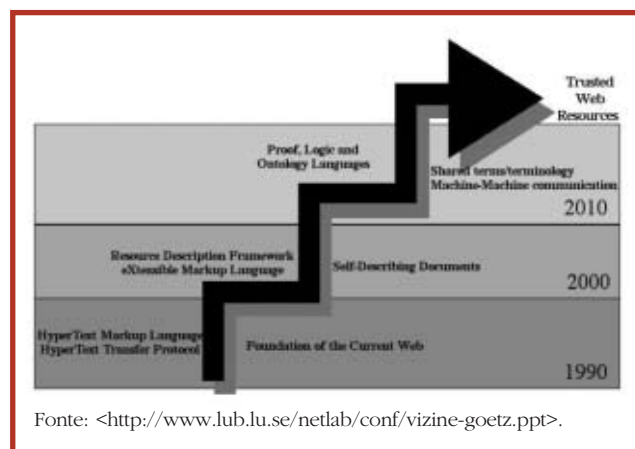 Trusted
Web
Resources
Proof, Logic and
Ontology Languages
Shared terms/terminology
Machine-Machine communication
2010
Resource Description Framework
eXtensible Markup Language
Self-Describing Documents
2000
HyperText Markup Language
HyperText Transfer Protocol
Foundation of the Current Web
1990
Fonte: <http://www.lub.lu.se/netlab/conf/vizine-goetz.ppt>.